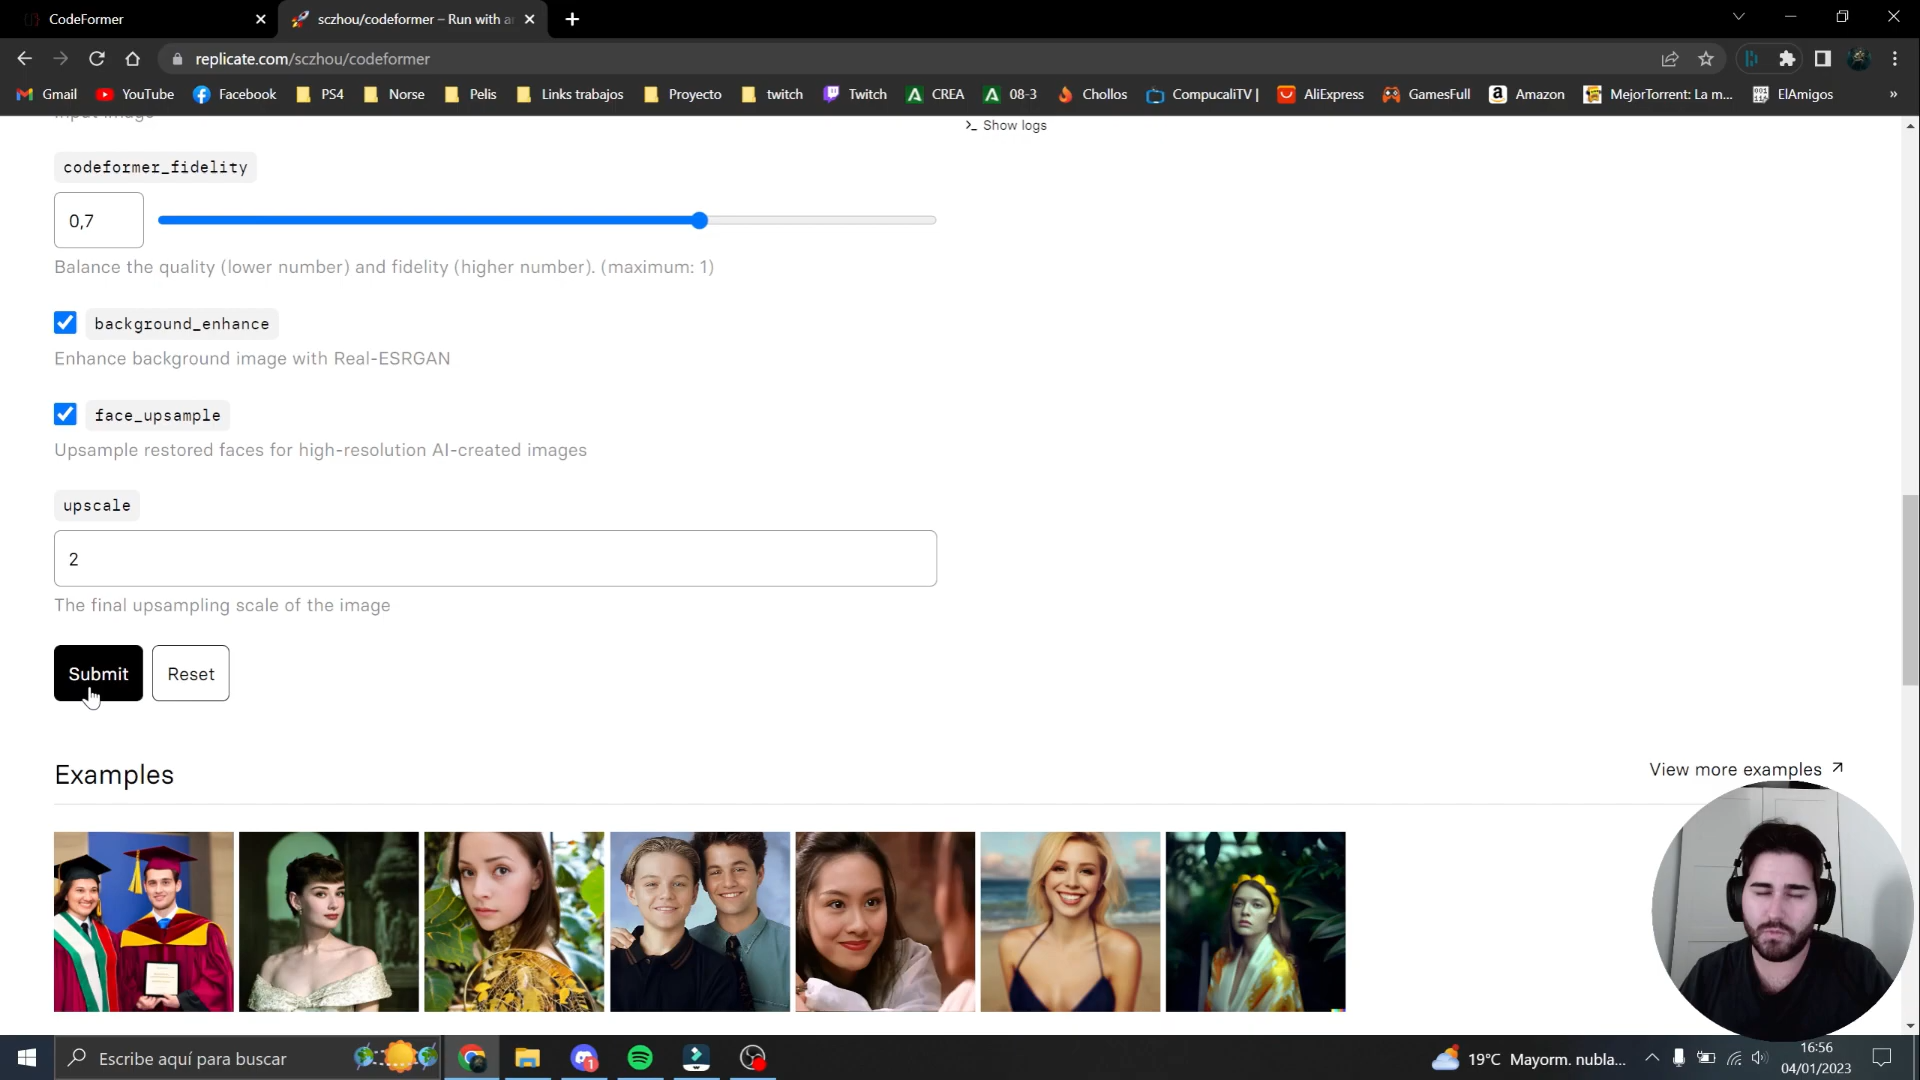 CodeFormer
sczhou/codeformer – Run with a
replicate.com/sczhou/codeformer
Gmail YouTube Facebook PS4 Norse Pelis Links trabajos Proyecto twitch Twitch CREA 08-3 Chollos CompucaliTV | AliExpress GamesFull Amazon MejorTorrent: La m... ElAmigos »
Input image
>_ Show logs
codeformer_fidelity
0,7
Balance the quality (lower number) and fidelity (higher number). (maximum: 1)
background_enhance
Enhance background image with Real-ESRGAN
face_upsample
Upsample restored faces for high-resolution AI-created images
upscale
2
The final upsampling scale of the image
Submit Reset
Examples
View more examples
Escribe aquí para buscar
1
19°C Mayorm. nubla...
16:56
04/01/2023